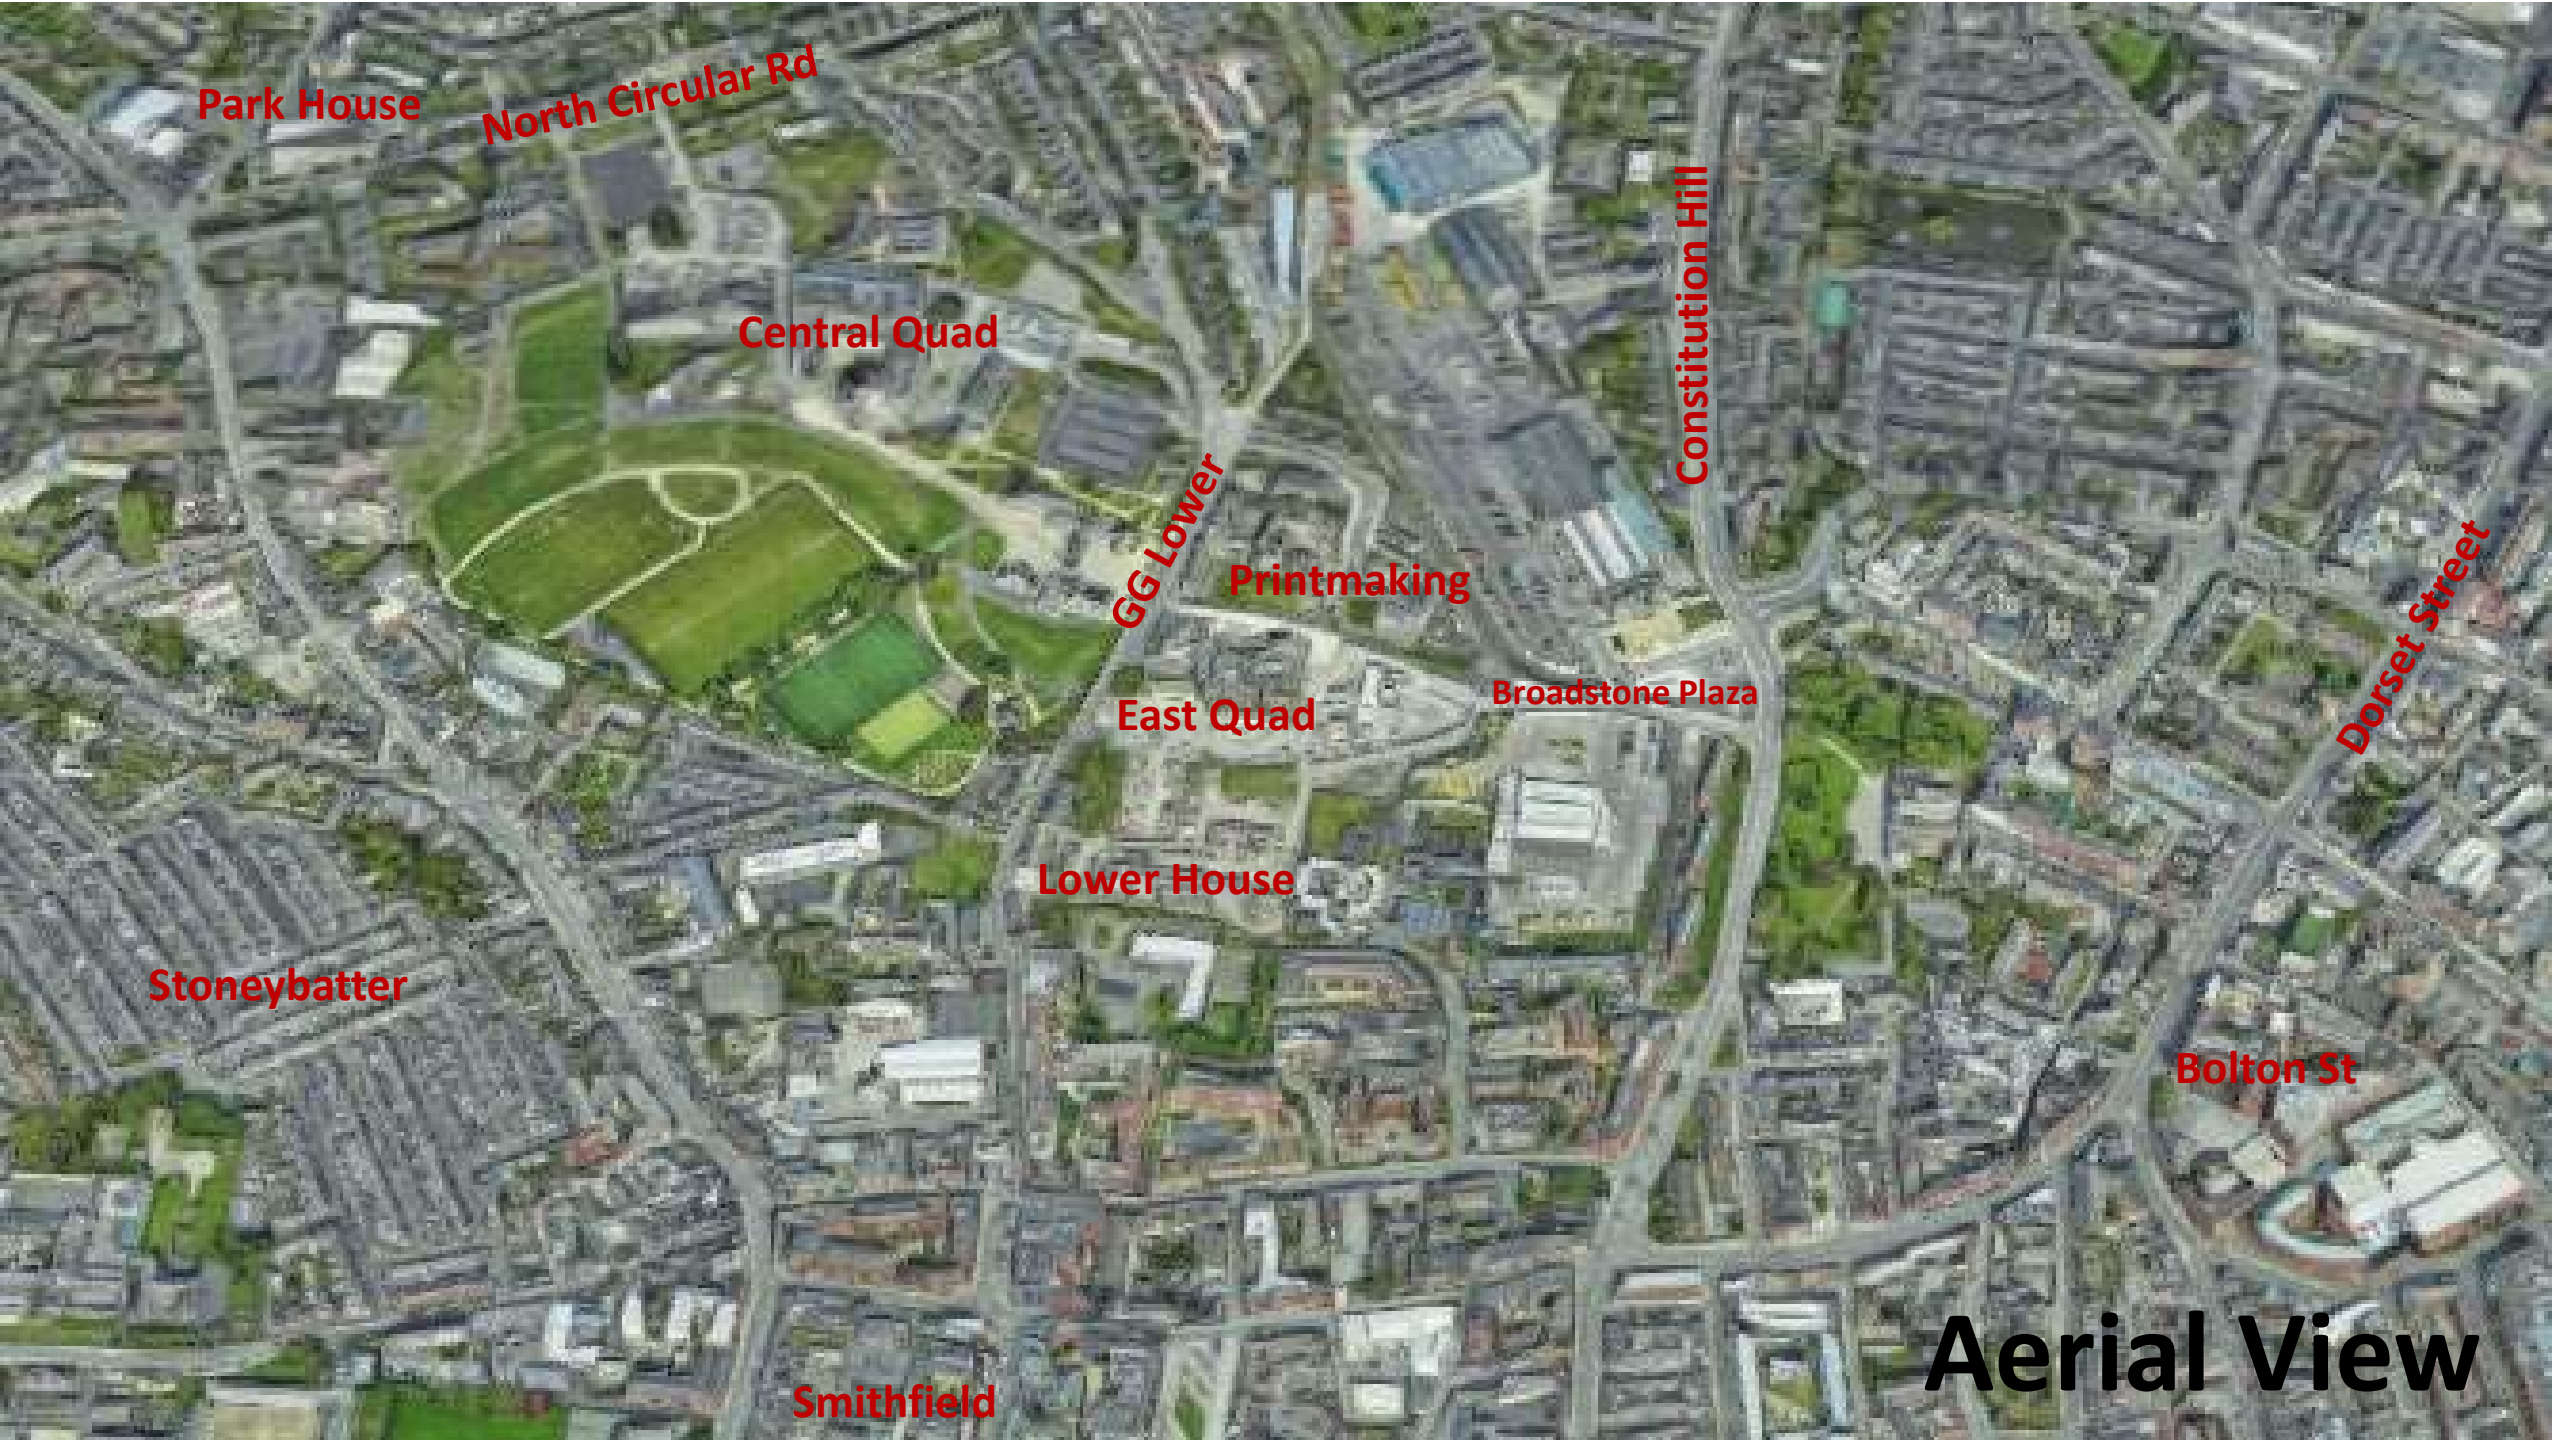 Park House
North Circular Rd
Central Quad
Constitution Hill
GG Lower
Printmaking
Dorset Street
Broadstone Plaza
East Quad
Lower House
Stoneybatter
Bolton St
Aerial View
Smithfield